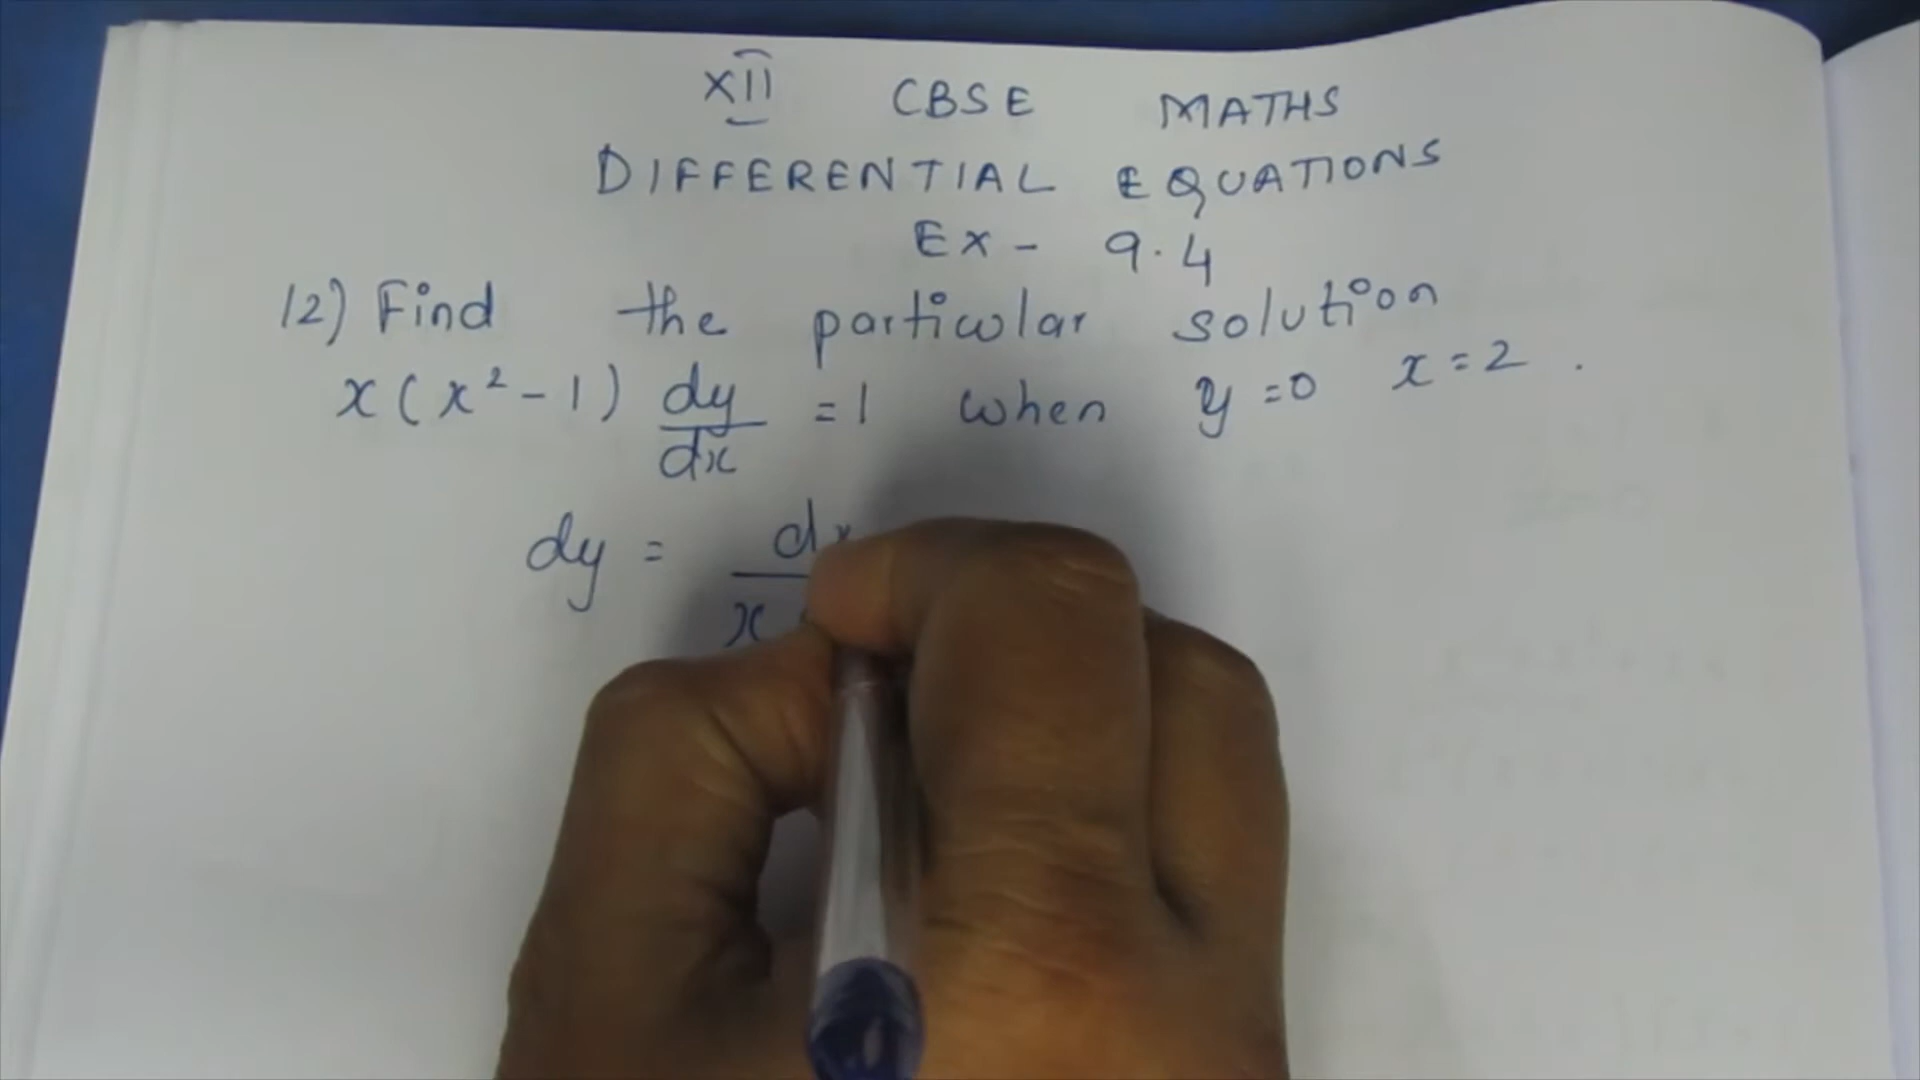 XII CBSE MATHS
DIFFERENTIAL EQUATIONS
Ex - 9.4
12) Find the particular solution
x(x²-1) dy/dx =1 when y=0 x=2 .
dy = dx
x